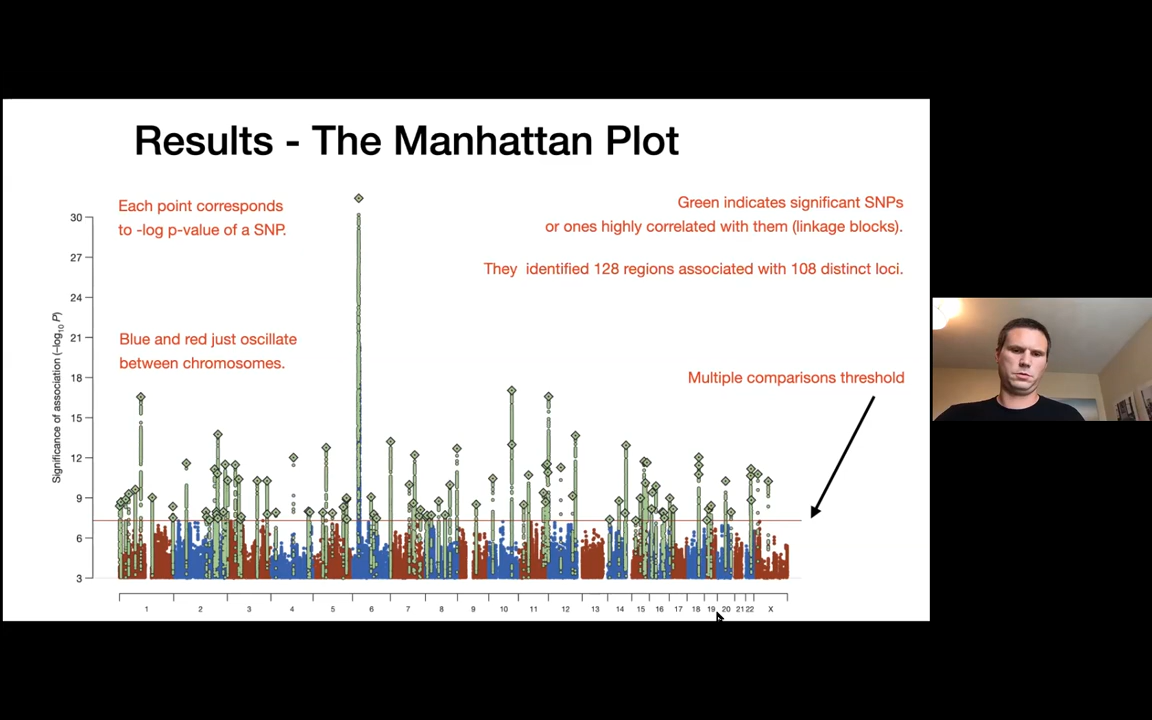 Results - The Manhattan Plot
Each point corresponds
to -log p-value of a SNP.
Green indicates significant SNPs
or ones highly correlated with them (linkage blocks).
They identified 128 regions associated with 108 distinct loci.
Blue and red just oscillate
between chromosomes.
Multiple comparisons threshold
Significance of association (–log10 P)
30
27
24
21
18
15
12
9
6
3
1 2 3 4 5 6 7 8 9 10 11 12 13 14 15 16 17 18 19 20 21 22 X